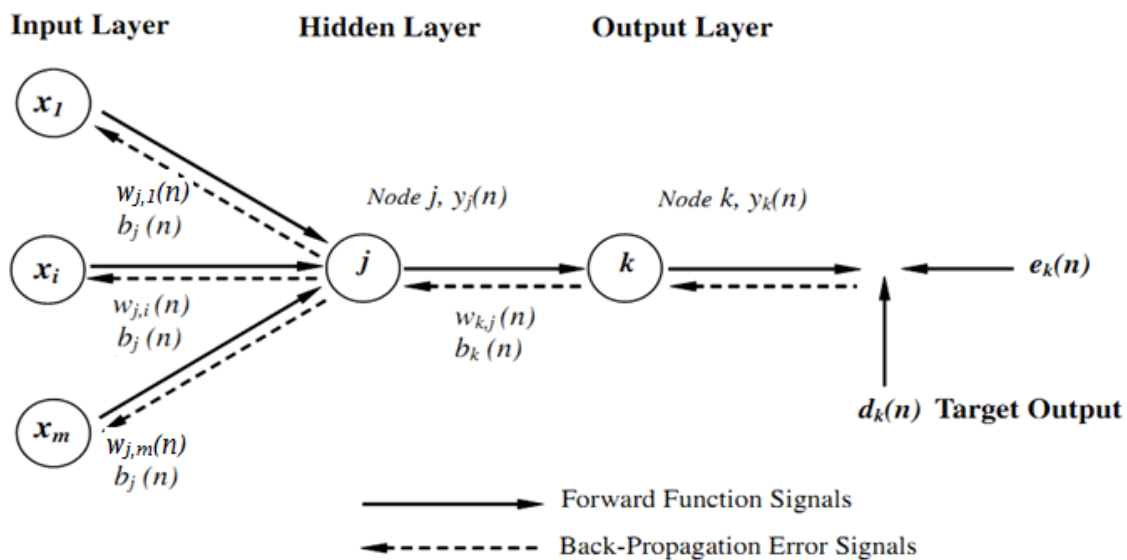 Input Layer
Hidden Layer
Output Layer
x1
wj,1(n)
bj (n)
Node j, yj(n)
Node k, yk(n)
xi
j
k
ek(n)
wj,i(n)
bj (n)
wk,j(n)
bk (n)
dk(n) Target Output
xm
wj,m(n)
bj (n)
Forward Function Signals
Back-Propagation Error Signals